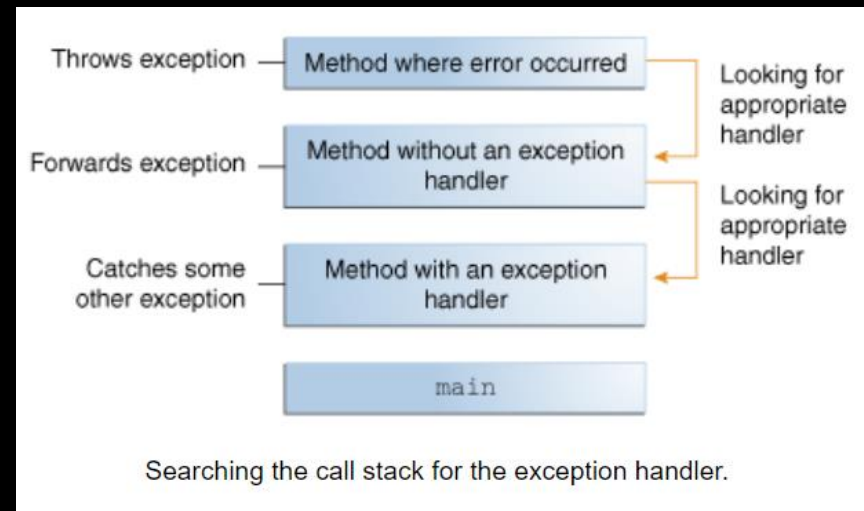 Throws exception
Method where error occurred
Looking for
appropriate
handler
Forwards exception
Method without an exception
handler
Looking for
appropriate
handler
Catches some
other exception
Method with an exception
handler
main
Searching the call stack for the exception handler.